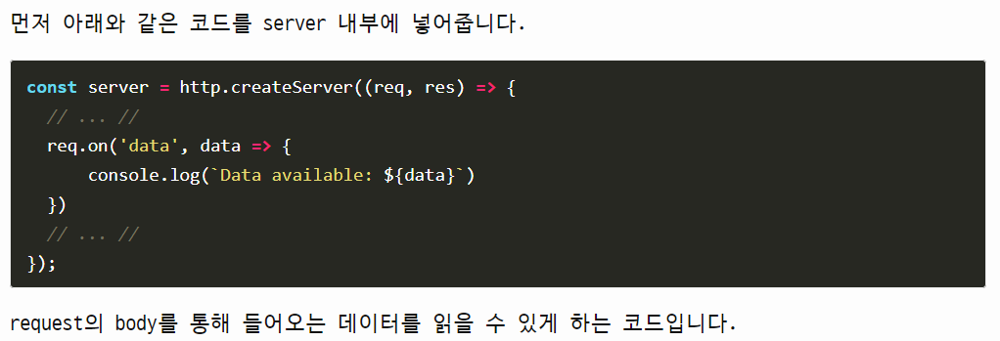 먼저 아래와 같은 코드를 server 내부에 넣어줍니다.
const server = http.createServer((req, res) => {
  // ... //
  req.on('data', data => {
      console.log(`Data available: ${data}`)
  })
  // ... //
});
request의 body를 통해 들어오는 데이터를 읽을 수 있게 하는 코드입니다.